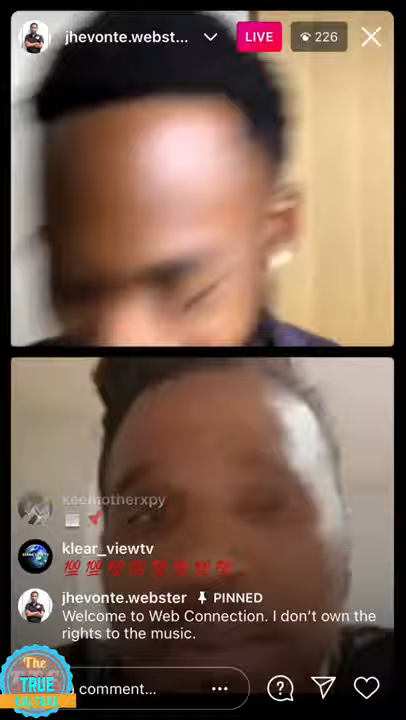 jhevonte.webst...
LIVE
226
keemotherxpy
klear_viewtv
💯 💯 💯 💯 💯 💯 💯 💯
jhevonte.webster PINNED
Welcome to Web Connection. I don't own the
rights to the music.
comment...
The
TRUE